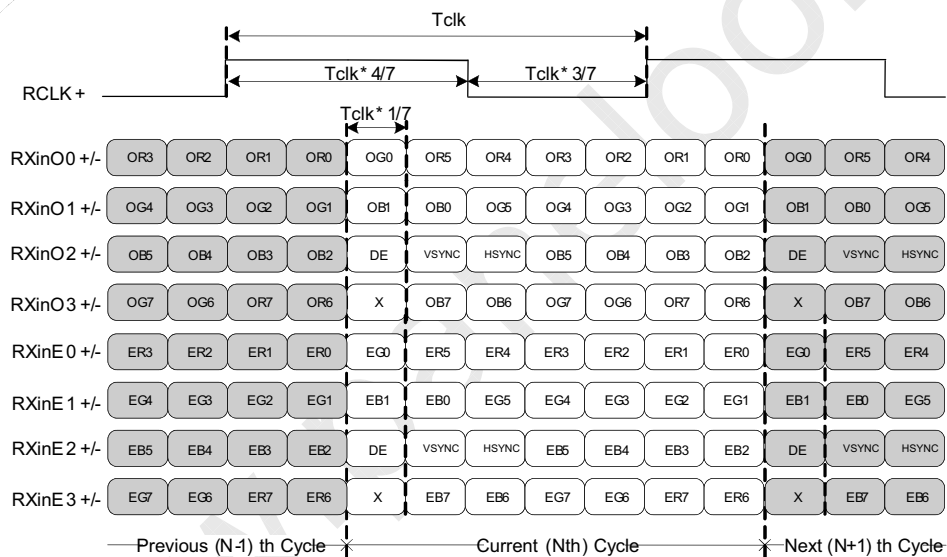 Tclk
Tclk* 4/7 Tclk* 3/7
RCLK +
Tclk* 1/7
RXinO0 +/- OR3 OR2 OR1 OR0 OG0 OR5 OR4 OR3 OR2 OR1 OR0 OG0 OR5 OR4
RXinO1 +/- OG4 OG3 OG2 OG1 OB1 OB0 OG5 OG4 OG3 OG2 OG1 OB1 OB0 OG5
RXinO2 +/- OB5 OB4 OB3 OB2 DE VSYNC HSYNC OB5 OB4 OB3 OB2 DE VSYNC HSYNC
RXinO3 +/- OG7 OG6 OR7 OR6 X OB7 OB6 OG7 OG6 OR7 OR6 X OB7 OB6
RXinE0 +/- ER3 ER2 ER1 ER0 EG0 ER5 ER4 ER3 ER2 ER1 ER0 EG0 ER5 ER4
RXinE1 +/- EG4 EG3 EG2 EG1 EB1 EB0 EG5 EG4 EG3 EG2 EG1 EB1 EB0 EG5
RXinE2 +/- EB5 EB4 EB3 EB2 DE VSYNC HSYNC EB5 EB4 EB3 EB2 DE VSYNC HSYNC
RXinE3 +/- EG7 EG6 ER7 ER6 X EB7 EB6 EG7 EG6 ER7 ER6 X EB7 EB6
Previous (N-1) th Cycle Current (Nth) Cycle Next (N+1) th Cycle